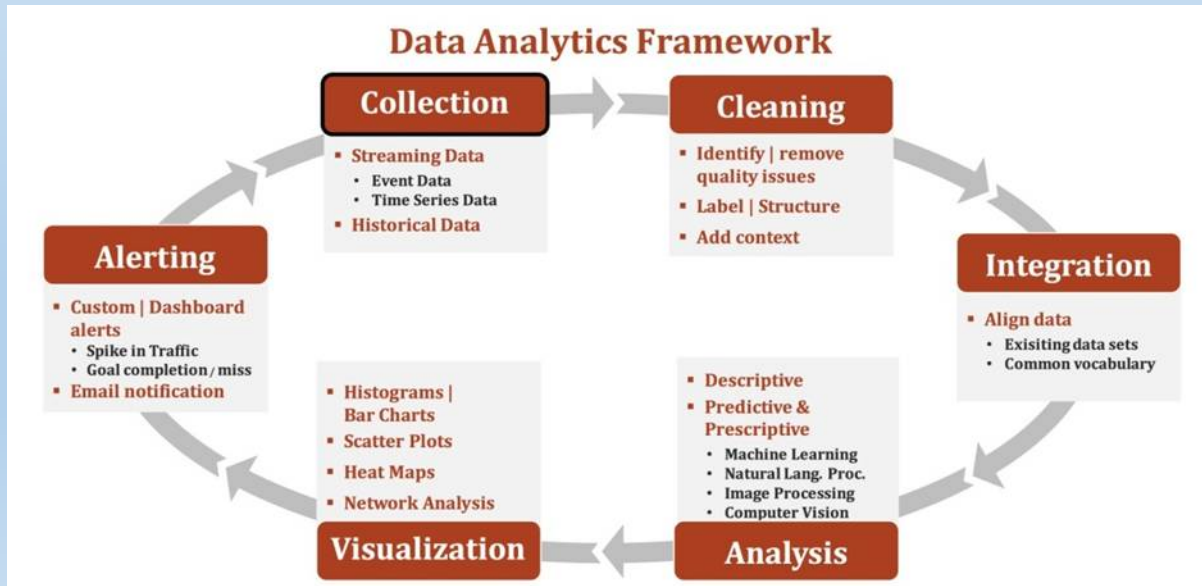 Data Analytics Framework
Collection
▪ Streaming Data
• Event Data
• Time Series Data
▪ Historical Data
Cleaning
▪ Identify | remove
quality issues
▪ Label | Structure
▪ Add context
Integration
▪ Align data
• Exisiting data sets
• Common vocabulary
▪ Descriptive
▪ Predictive &
Prescriptive
• Machine Learning
• Natural Lang. Proc.
• Image Processing
• Computer Vision
Analysis
▪ Histograms |
Bar Charts
▪ Scatter Plots
▪ Heat Maps
▪ Network Analysis
Visualization
Alerting
▪ Custom | Dashboard
alerts
• Spike in Traffic
• Goal completion / miss
▪ Email notification